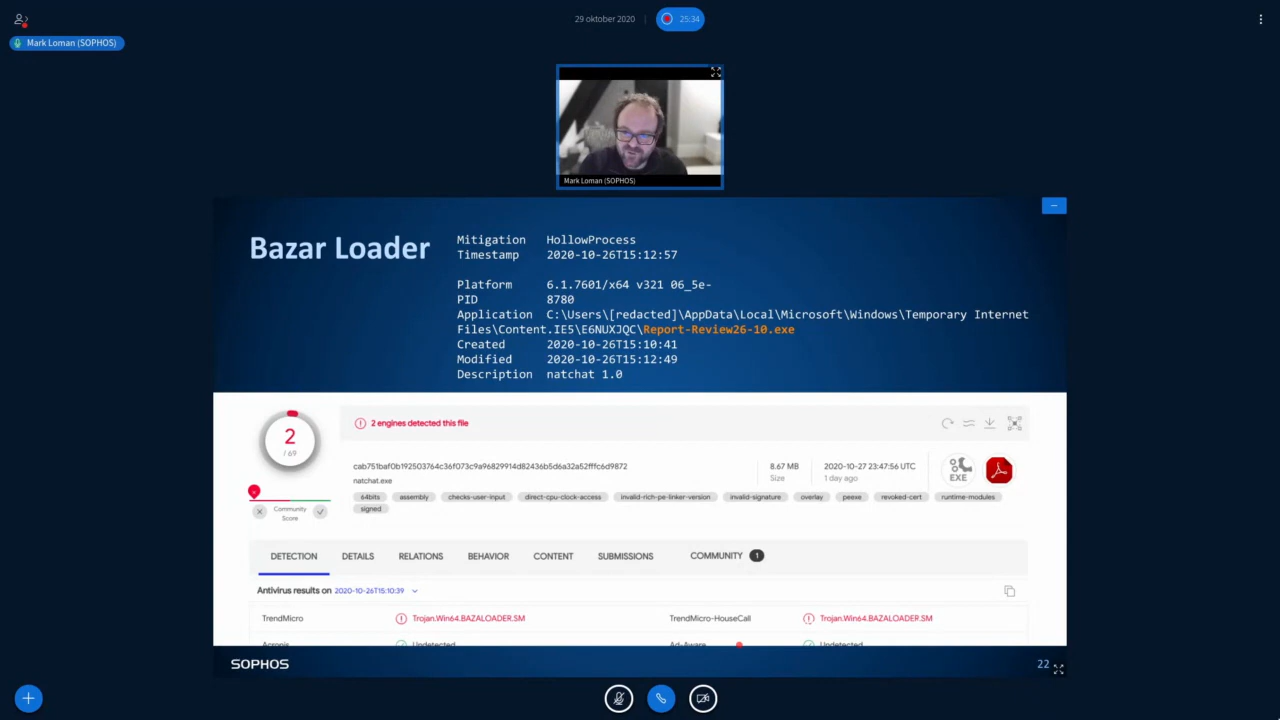 29 oktober 2020
25:34
Mark Loman (SOPHOS)
Mark Loman (SOPHOS)
Bazar Loader
Mitigation HollowProcess
Timestamp 2020-10-26T15:12:57
Platform 6.1.7601/x64 v321 06_5e-
PID 8780
Application C:\Users\[redacted]\AppData\Local\Microsoft\Windows\Temporary Internet
Files\Content.IE5\E6NUXJQC\Report-Review26-10.exe
Created 2020-10-26T15:10:41
Modified 2020-10-26T15:12:49
Description natchat 1.0
2
/ 69
2 engines detected this file
cab751baf0b192503764c36f073c9a96829914d82436b5d6a32a52fffc6d9872
natchat.exe
8.67 MB
Size
2020-10-27 23:47:56 UTC
1 day ago
EXE
64bits assembly checks-user-input direct-cpu-clock-access invalid-rich-pe-linker-version invalid-signature overlay peexe revoked-cert runtime-modules
signed
Community
Score
DETECTION DETAILS RELATIONS BEHAVIOR CONTENT SUBMISSIONS COMMUNITY 1
Antivirus results on 2020-10-26T15:10:39
TrendMicro Trojan.Win64.BAZALOADER.SM TrendMicro-HouseCall Trojan.Win64.BAZALOADER.SM
Acronis Undetected Ad-Aware Undetected
SOPHOS
22